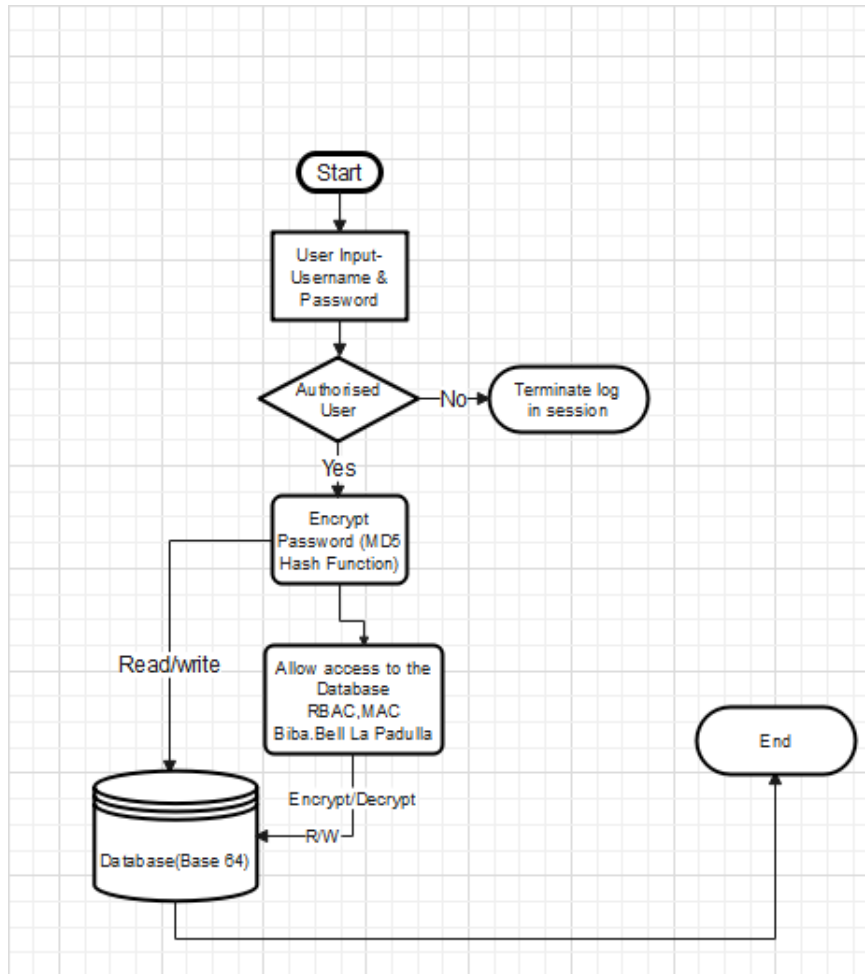 Start
User Input-
Username &
Password
Authorised
User
No
Terminate log
in session
Yes
Encrypt
Password (MD5
Hash Function)
Read/write
Allow access to the
Database
RBAC,MAC
Biba.Bell La Padulla
End
Encrypt/Decrypt
R/W
Database(Base 64)